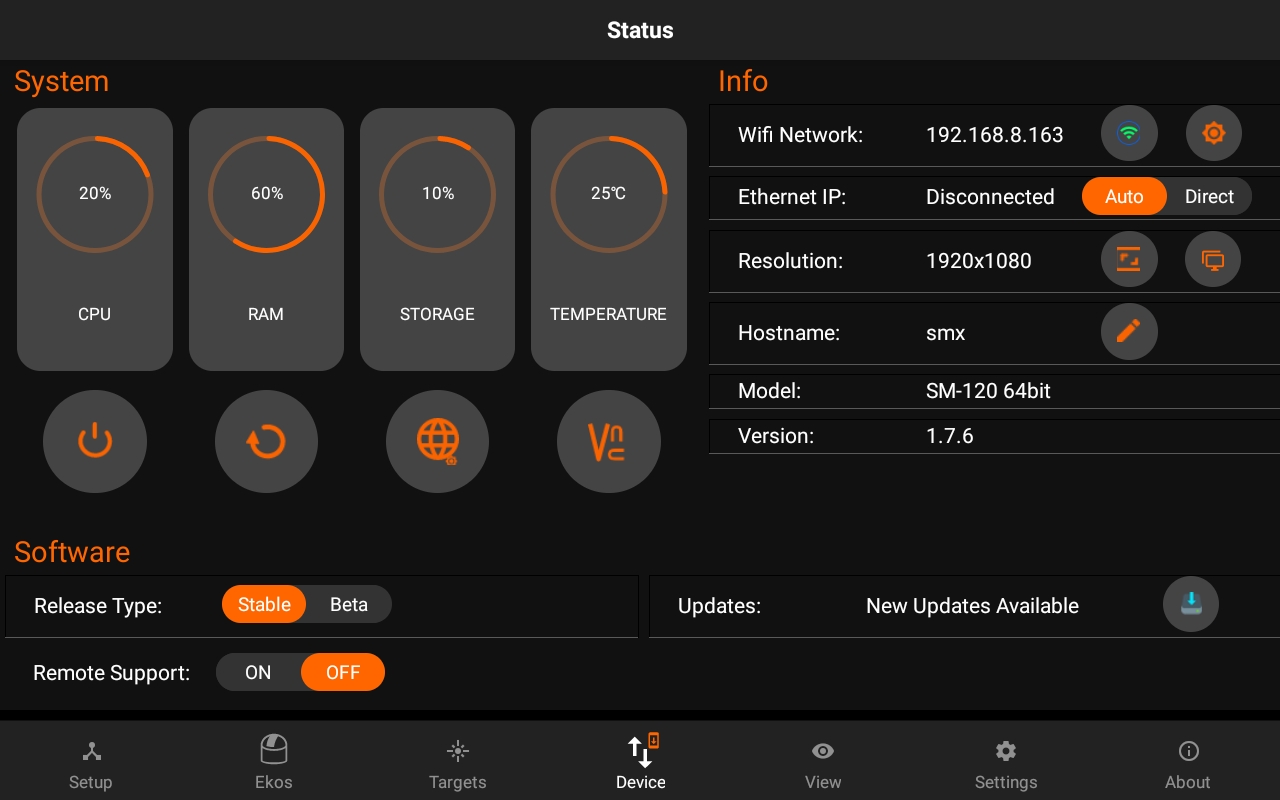 Status
System
20%
60%
10%
25℃
CPU
RAM
STORAGE
TEMPERATURE
Vnc
Info
Wifi Network: 192.168.8.163
Ethernet IP: Disconnected Auto Direct
Resolution: 1920x1080
Hostname: smx
Model: SM-120 64bit
Version: 1.7.6
Software
Release Type: Stable Beta
Updates: New Updates Available
Remote Support: ON OFF
Setup
Ekos
Targets
Device
View
Settings
About